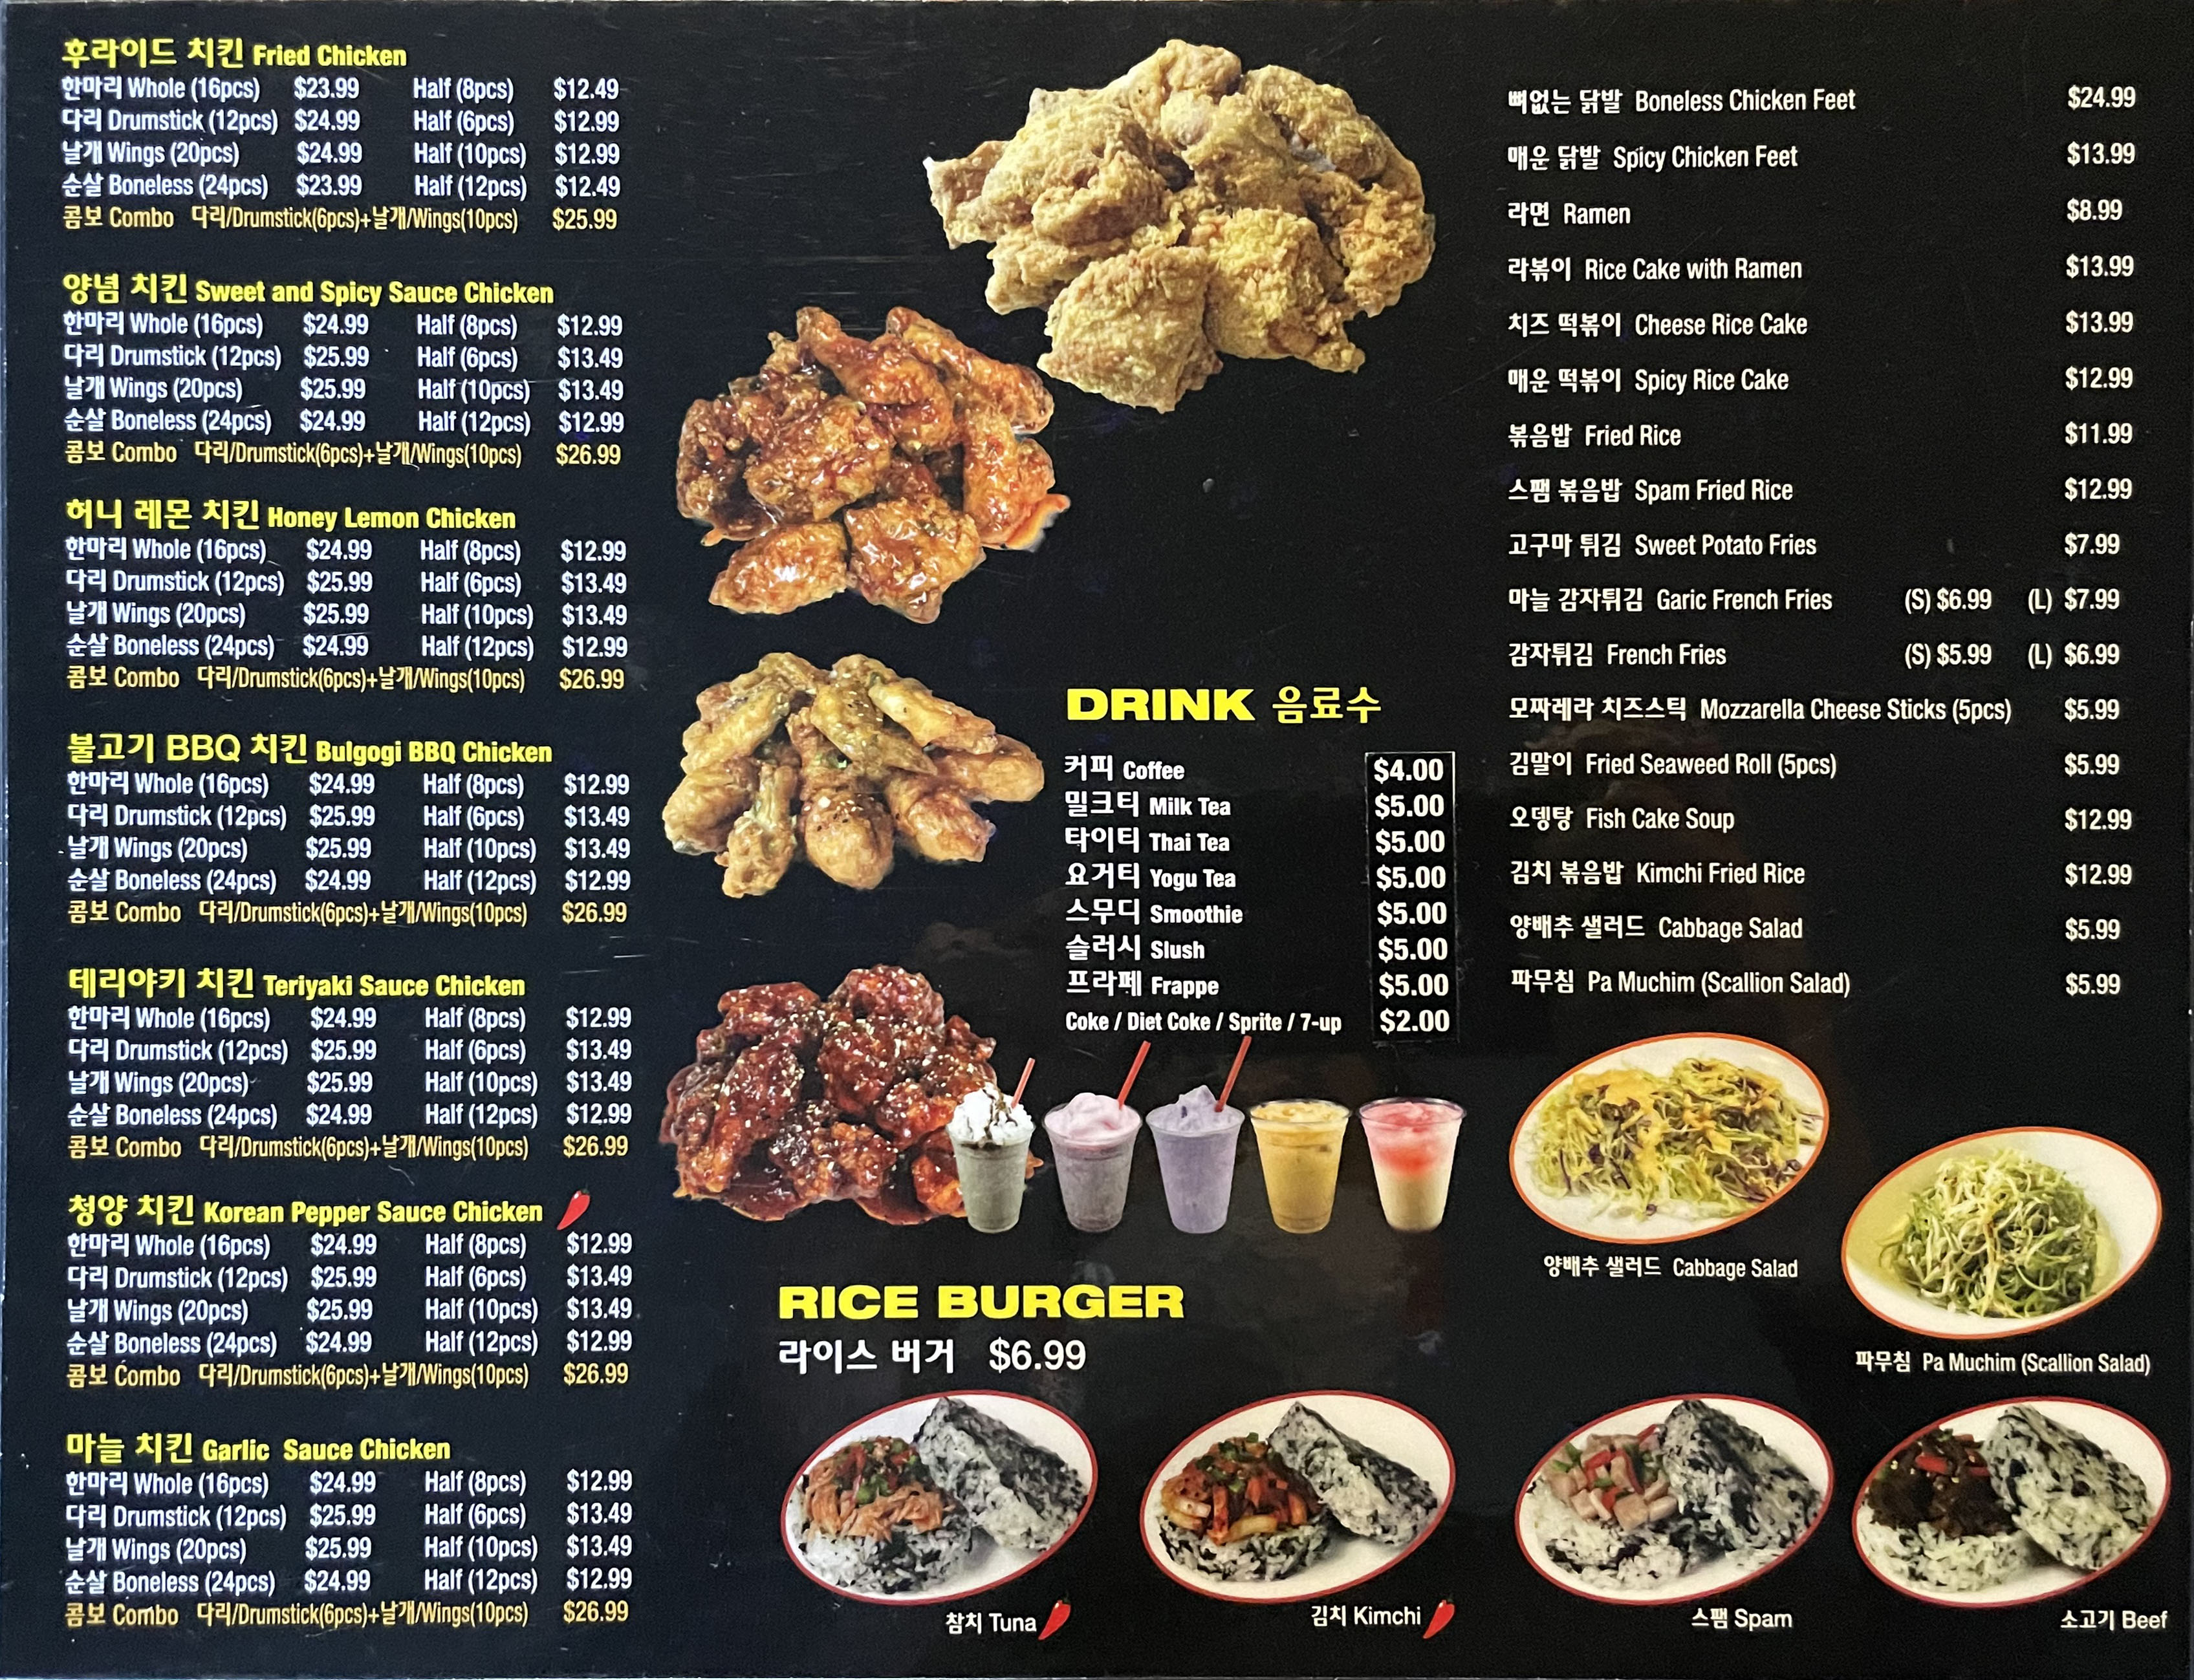 후라이드 치킨 Fried Chicken
한마리 Whole (16pcs) $23.99 Half (8pcs) $12.49
다리 Drumstick (12pcs) $24.99 Half (6pcs) $12.99
날개 Wings (20pcs) $24.99 Half (10pcs) $12.99
순살 Boneless (24pcs) $23.99 Half (12pcs) $12.49
콤보 Combo 다리/Drumstick(6pcs)+날개/Wings(10pcs) $25.99
양념 치킨 Sweet and Spicy Sauce Chicken
한마리 Whole (16pcs) $24.99 Half (8pcs) $12.99
다리 Drumstick (12pcs) $25.99 Half (6pcs) $13.49
날개 Wings (20pcs) $25.99 Half (10pcs) $13.49
순살 Boneless (24pcs) $24.99 Half (12pcs) $12.99
콤보 Combo 다리/Drumstick(6pcs)+날개/Wings(10pcs) $26.99
허니 레몬 치킨 Honey Lemon Chicken
한마리 Whole (16pcs) $24.99 Half (8pcs) $12.99
다리 Drumstick (12pcs) $25.99 Half (6pcs) $13.49
날개 Wings (20pcs) $25.99 Half (10pcs) $13.49
순살 Boneless (24pcs) $24.99 Half (12pcs) $12.99
콤보 Combo 다리/Drumstick(6pcs)+날개/Wings(10pcs) $26.99
불고기 BBQ 치킨 Bulgogi BBQ Chicken
한마리 Whole (16pcs) $24.99 Half (8pcs) $12.99
다리 Drumstick (12pcs) $25.99 Half (6pcs) $13.49
날개 Wings (20pcs) $25.99 Half (10pcs) $13.49
순살 Boneless (24pcs) $24.99 Half (12pcs) $12.99
콤보 Combo 다리/Drumstick(6pcs)+날개/Wings(10pcs) $26.99
테리야키 치킨 Teriyaki Sauce Chicken
한마리 Whole (16pcs) $24.99 Half (8pcs) $12.99
다리 Drumstick (12pcs) $25.99 Half (6pcs) $13.49
날개 Wings (20pcs) $25.99 Half (10pcs) $13.49
순살 Boneless (24pcs) $24.99 Half (12pcs) $12.99
콤보 Combo 다리/Drumstick(6pcs)+날개/Wings(10pcs) $26.99
청양 치킨 Korean Pepper Sauce Chicken
한마리 Whole (16pcs) $24.99 Half (8pcs) $12.99
다리 Drumstick (12pcs) $25.99 Half (6pcs) $13.49
날개 Wings (20pcs) $25.99 Half (10pcs) $13.49
순살 Boneless (24pcs) $24.99 Half (12pcs) $12.99
콤보 Combo 다리/Drumstick(6pcs)+날개/Wings(10pcs) $26.99
마늘 치킨 Garlic Sauce Chicken
한마리 Whole (16pcs) $24.99 Half (8pcs) $12.99
다리 Drumstick (12pcs) $25.99 Half (6pcs) $13.49
날개 Wings (20pcs) $25.99 Half (10pcs) $13.49
순살 Boneless (24pcs) $24.99 Half (12pcs) $12.99
콤보 Combo 다리/Drumstick(6pcs)+날개/Wings(10pcs) $26.99
DRINK 음료수
커피 Coffee $4.00
밀크티 Milk Tea $5.00
타이티 Thai Tea $5.00
요거티 Yogu Tea $5.00
스무디 Smoothie $5.00
슬러시 Slush $5.00
프라페 Frappe $5.00
Coke / Diet Coke / Sprite / 7-up $2.00
RICE BURGER
라이스 버거 $6.99
참치 Tuna
김치 Kimchi
스팸 Spam
소고기 Beef
뼈없는 닭발 Boneless Chicken Feet $24.99
매운 닭발 Spicy Chicken Feet $13.99
라면 Ramen $8.99
라볶이 Rice Cake with Ramen $13.99
치즈 떡볶이 Cheese Rice Cake $13.99
매운 떡볶이 Spicy Rice Cake $12.99
볶음밥 Fried Rice $11.99
스팸 볶음밥 Spam Fried Rice $12.99
고구마 튀김 Sweet Potato Fries $7.99
마늘 감자튀김 Garic French Fries (S) $6.99 (L) $7.99
감자튀김 French Fries (S) $5.99 (L) $6.99
모짜레라 치즈스틱 Mozzarella Cheese Sticks (5pcs) $5.99
김말이 Fried Seaweed Roll (5pcs) $5.99
오뎅탕 Fish Cake Soup $12.99
김치 볶음밥 Kimchi Fried Rice $12.99
양배추 샐러드 Cabbage Salad $5.99
파무침 Pa Muchim (Scallion Salad) $5.99
양배추 샐러드 Cabbage Salad
파무침 Pa Muchim (Scallion Salad)